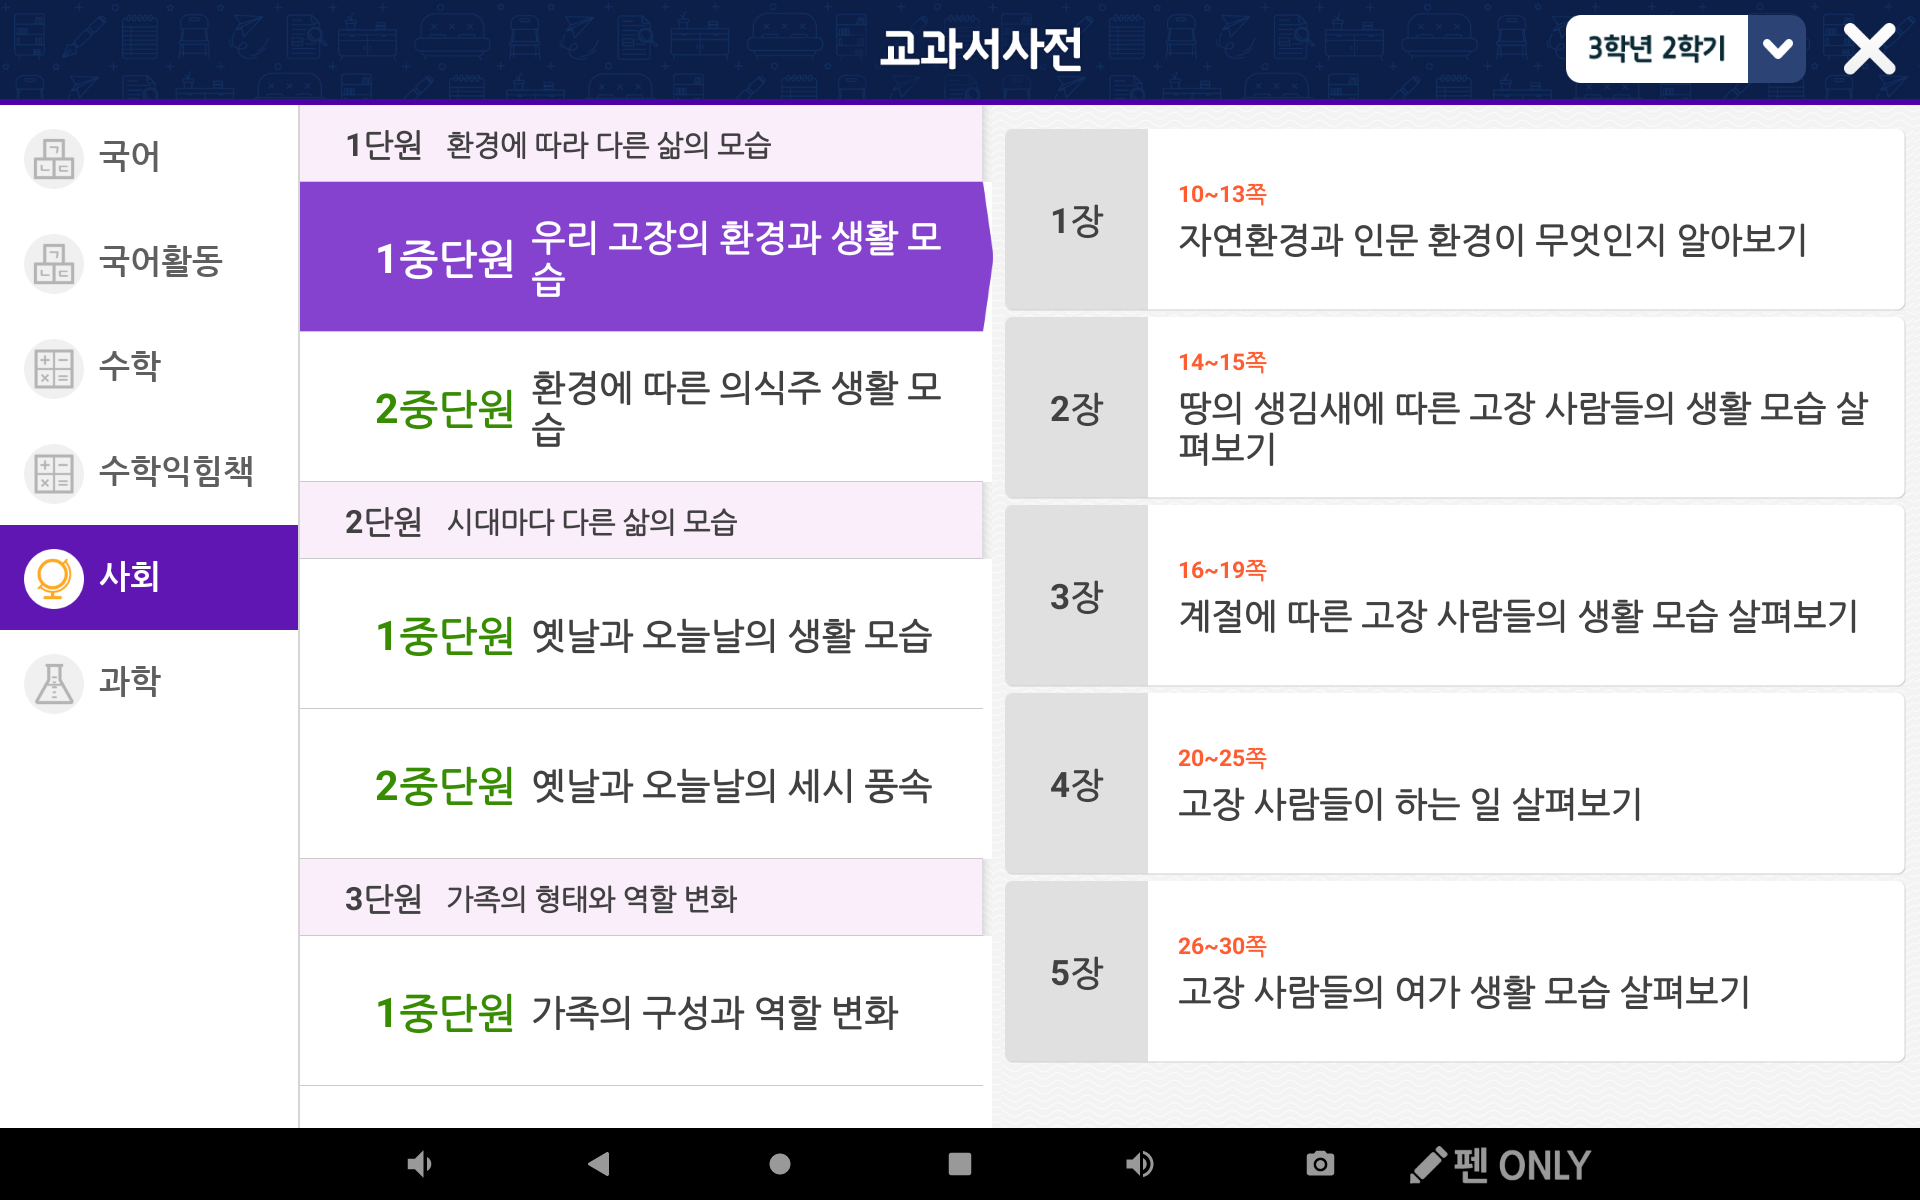 교과서사전
3학년 2학기
국어
국어활동
수학
수학익힘책
사회
과학
1단원 환경에 따라 다른 삶의 모습
1중단원 우리 고장의 환경과 생활 모
습
2중단원 환경에 따른 의식주 생활 모
습
2단원 시대마다 다른 삶의 모습
1중단원 옛날과 오늘날의 생활 모습
2중단원 옛날과 오늘날의 세시 풍속
3단원 가족의 형태와 역할 변화
1중단원 가족의 구성과 역할 변화
1장
10~13쪽
자연환경과 인문 환경이 무엇인지 알아보기
2장
14~15쪽
땅의 생김새에 따른 고장 사람들의 생활 모습 살
펴보기
3장
16~19쪽
계절에 따른 고장 사람들의 생활 모습 살펴보기
4장
20~25쪽
고장 사람들이 하는 일 살펴보기
5장
26~30쪽
고장 사람들의 여가 생활 모습 살펴보기
펜 ONLY